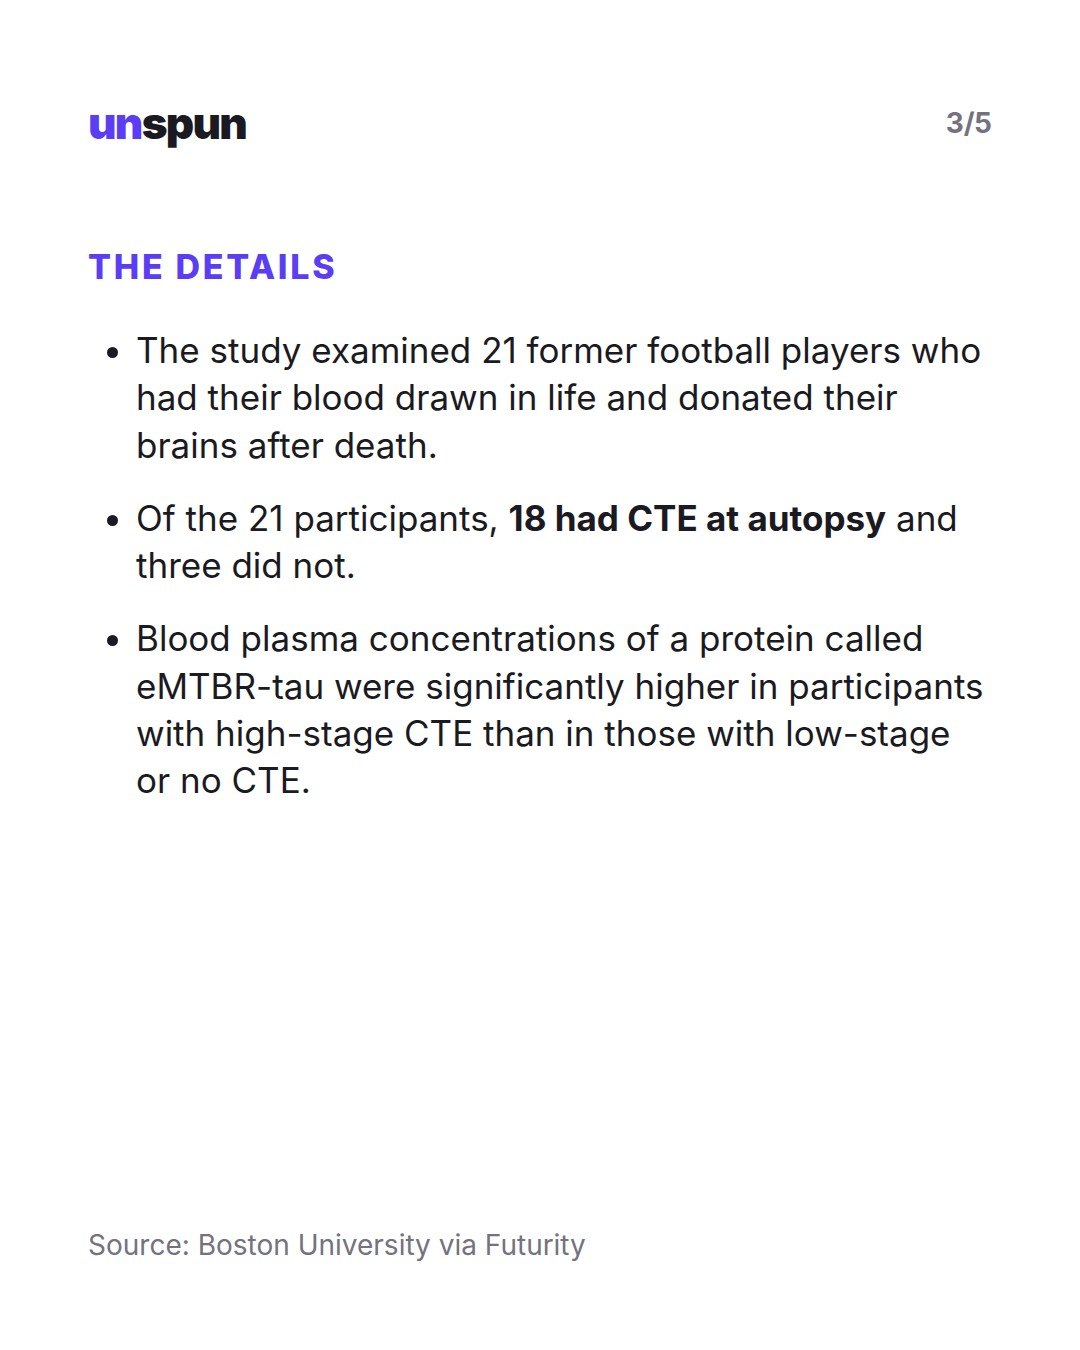 unspun
3/5
THE DETAILS
• The study examined 21 former football players who
had their blood drawn in life and donated their
brains after death.
• Of the 21 participants, 18 had CTE at autopsy and
three did not.
• Blood plasma concentrations of a protein called
eMTBR-tau were significantly higher in participants
with high-stage CTE than in those with low-stage
or no CTE.
Source: Boston University via Futurity